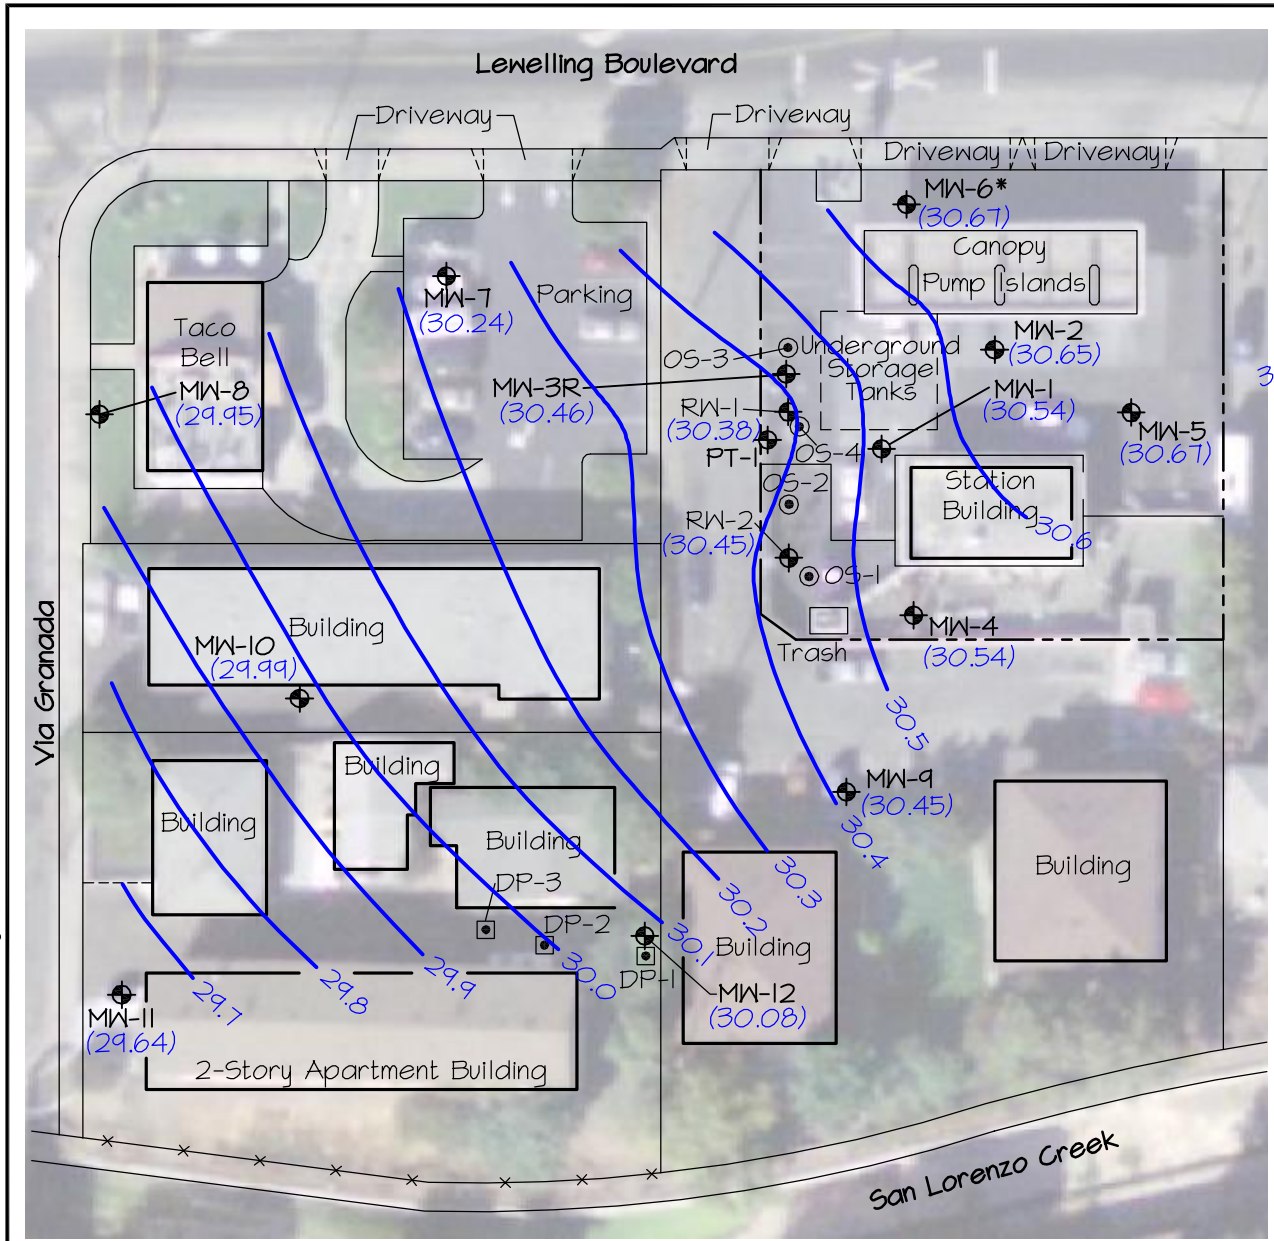 Lewelling Boulevard
Driveway
Driveway
Driveway
Driveway
MW-6*
(30.67)
Canopy
Pump Islands
MW-7
(30.24)
Parking
Taco
Bell
OS-3
Underground
Storage
Tanks
MW-2
(30.65)
MW-8
(29.95)
MW-3R
(30.46)
MW-1
(30.54)
3
RW-1
(30.38)
PT-1
OS-4
MW-5
(30.67)
OS-2
Station
Building
30.6
RW-2
(30.45)
OS-1
MW-4
(30.54)
Trash
Building
MW-10
(29.99)
Via Granada
30.5
Building
MW-9
(30.45)
Building
Building
30.4
Building
30.3
DP-3
30.2
DP-2
30.1
Building
30.0
DP-1
29.9
29.8
29.7
MW-12
(30.08)
MW-11
(29.64)
2-Story Apartment Building
San Lorenzo Creek